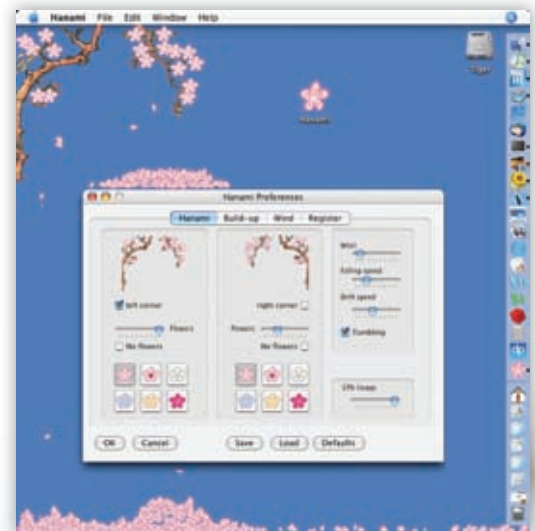 Hanami File Edit Window Help
Tiger
Hanami
Hanami Preferences
Hanami Build-up Wind Register
left corner
Flowers
No flowers
right corner
Flowers
No flowers
Falling speed
Drift speed
Tumbling
OK Cancel Save Load Defaults